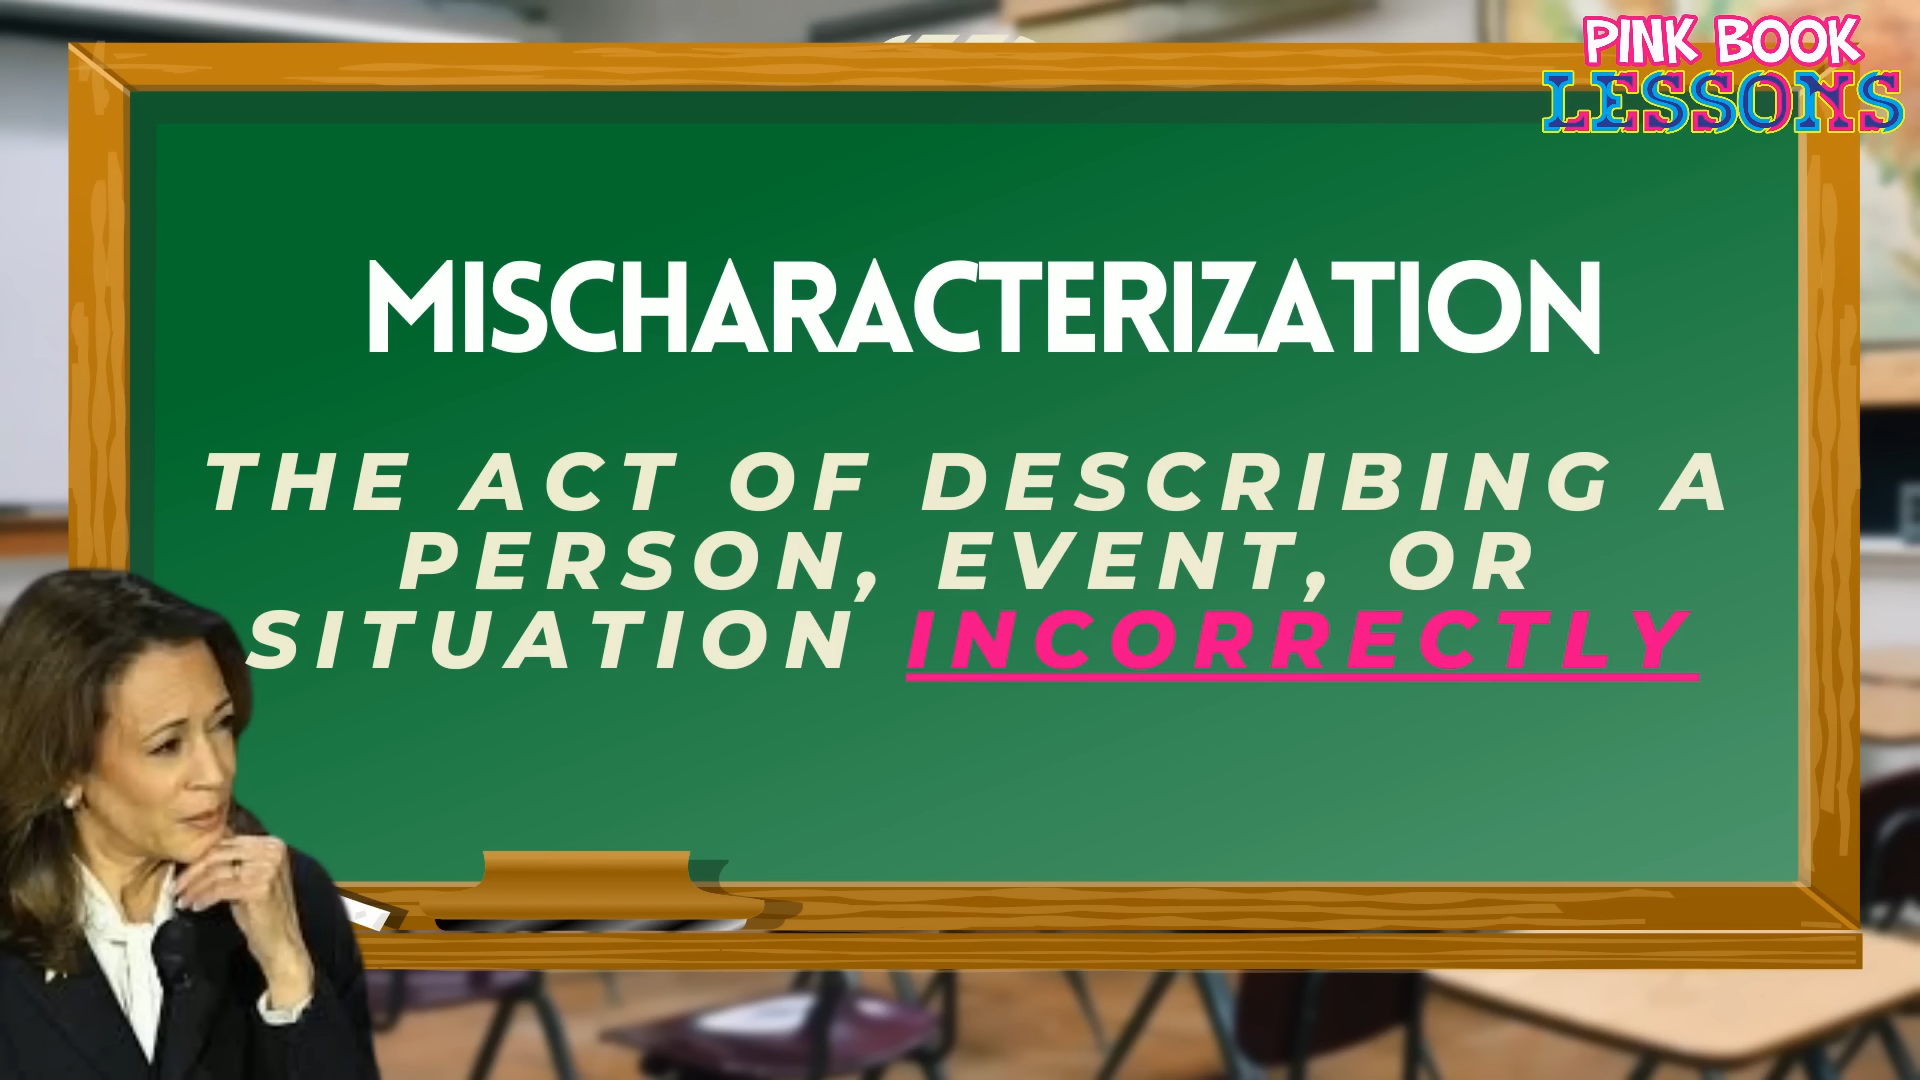 PINK BOOK
LESSONS
MISCHARACTERIZATION
THE ACT OF DESCRIBING A
PERSON, EVENT, OR
SITUATION INCORRECTLY